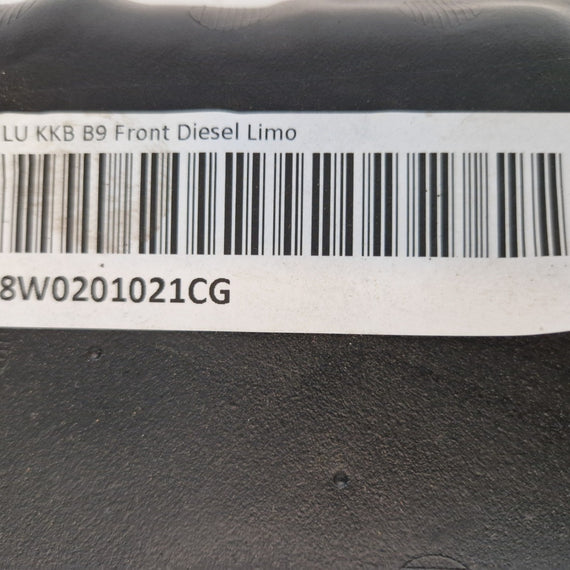 LU KKB B9 Front Diesel Limo
8W0201021CG